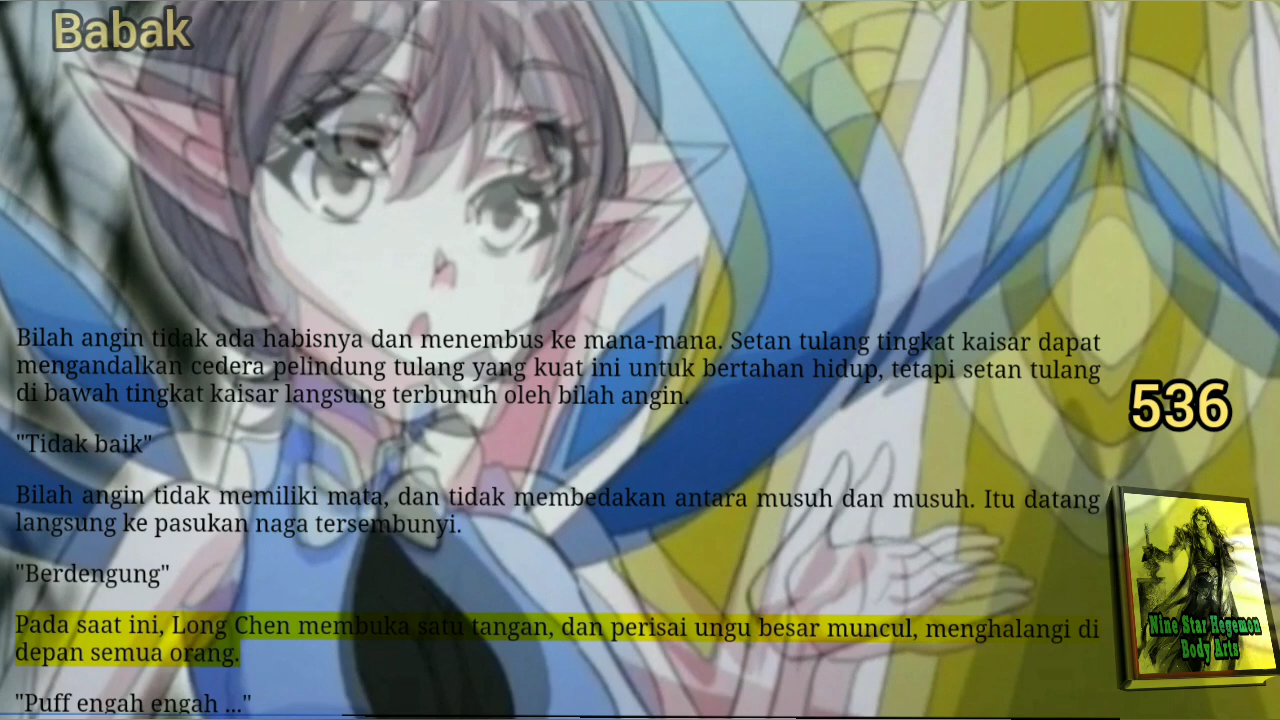 Babak
Bilah angin tidak ada habisnya dan menembus ke mana-mana. Setan tulang tingkat kaisar dapat
mengandalkan cedera pelindung tulang yang kuat ini untuk bertahan hidup, tetapi setan tulang
di bawah tingkat kaisar langsung terbunuh oleh bilah angin.
536
"Tidak baik"
Bilah angin tidak memiliki mata, dan tidak membedakan antara musuh dan musuh. Itu datang
langsung ke pasukan naga tersembunyi.
"Berdengung"
Pada saat ini, Long Chen membuka satu tangan, dan perisai ungu besar muncul, menghalangi di
depan semua orang.
Nine Star Hegemon
Body Arts
"Puff engah engah ..."